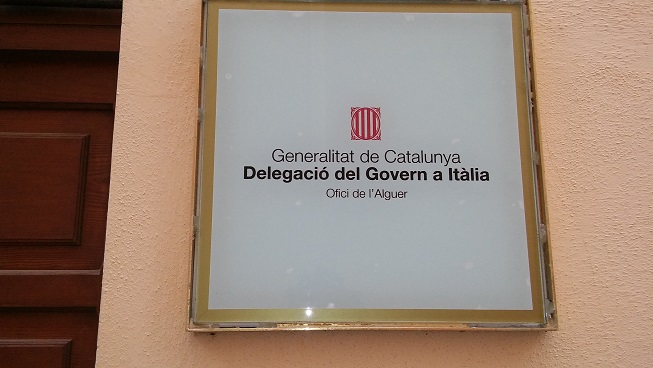 Generalitat de Catalunya
Delegació del Govern a Itàlia
Ofici de l'Alguer